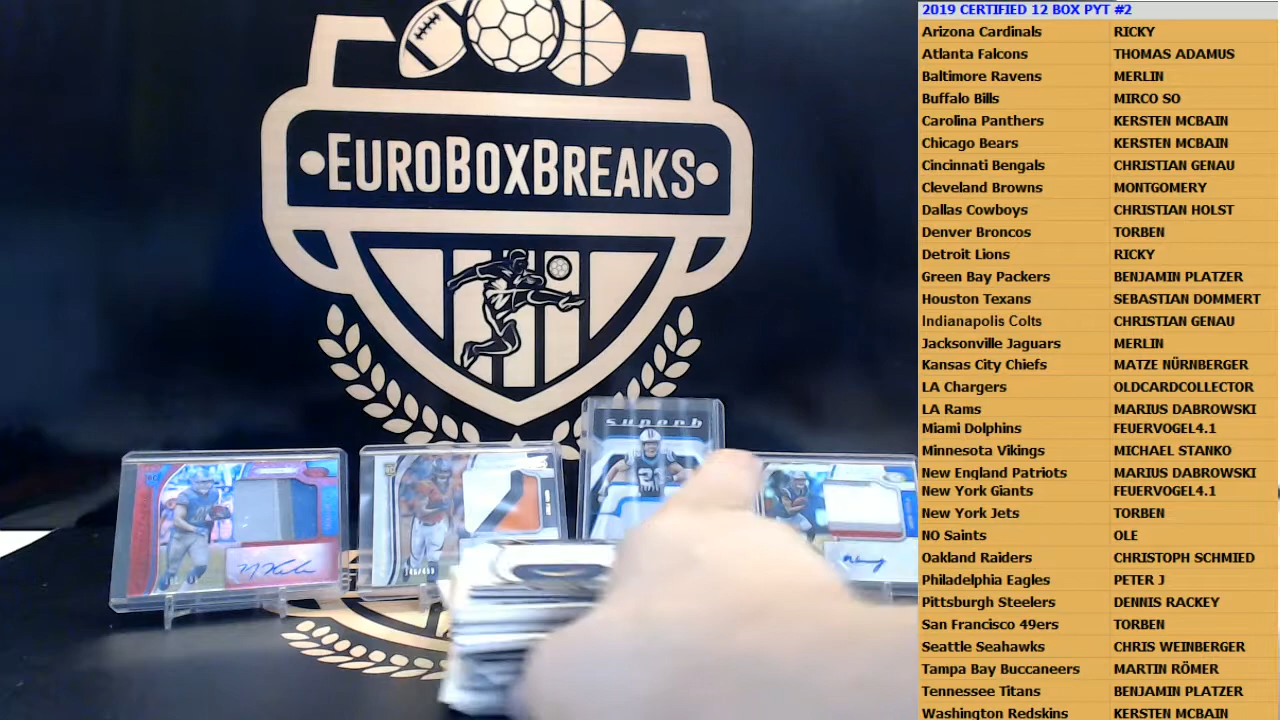 2019 CERTIFIED 12 BOX PYT #2
Arizona Cardinals RICKY
Atlanta Falcons THOMAS ADAMUS
Baltimore Ravens MERLIN
Buffalo Bills MIRCO SO
Carolina Panthers KERSTEN MCBAIN
Chicago Bears KERSTEN MCBAIN
Cincinnati Bengals CHRISTIAN GENAU
Cleveland Browns MONTGOMERY
Dallas Cowboys CHRISTIAN HOLST
Denver Broncos TORBEN
Detroit Lions RICKY
Green Bay Packers BENJAMIN PLATZER
Houston Texans SEBASTIAN DOMMERT
Indianapolis Colts CHRISTIAN GENAU
Jacksonville Jaguars MERLIN
Kansas City Chiefs MATZE NÜRNBERGER
LA Chargers OLDCARDCOLLECTOR
LA Rams MARIUS DABROWSKI
Miami Dolphins FEUERVOGEL4.1
Minnesota Vikings MICHAEL STANKO
New England Patriots MARIUS DABROWSKI
New York Giants FEUERVOGEL4.1
New York Jets TORBEN
NO Saints OLE
Oakland Raiders CHRISTOPH SCHMIED
Philadelphia Eagles PETER J
Pittsburgh Steelers DENNIS RACKEY
San Francisco 49ers TORBEN
Seattle Seahawks CHRIS WEINBERGER
Tampa Bay Buccaneers MARTIN RÖMER
Tennessee Titans BENJAMIN PLATZER
Washington Redskins KERSTEN MCBAIN
EUROBOXBREAKS
superb